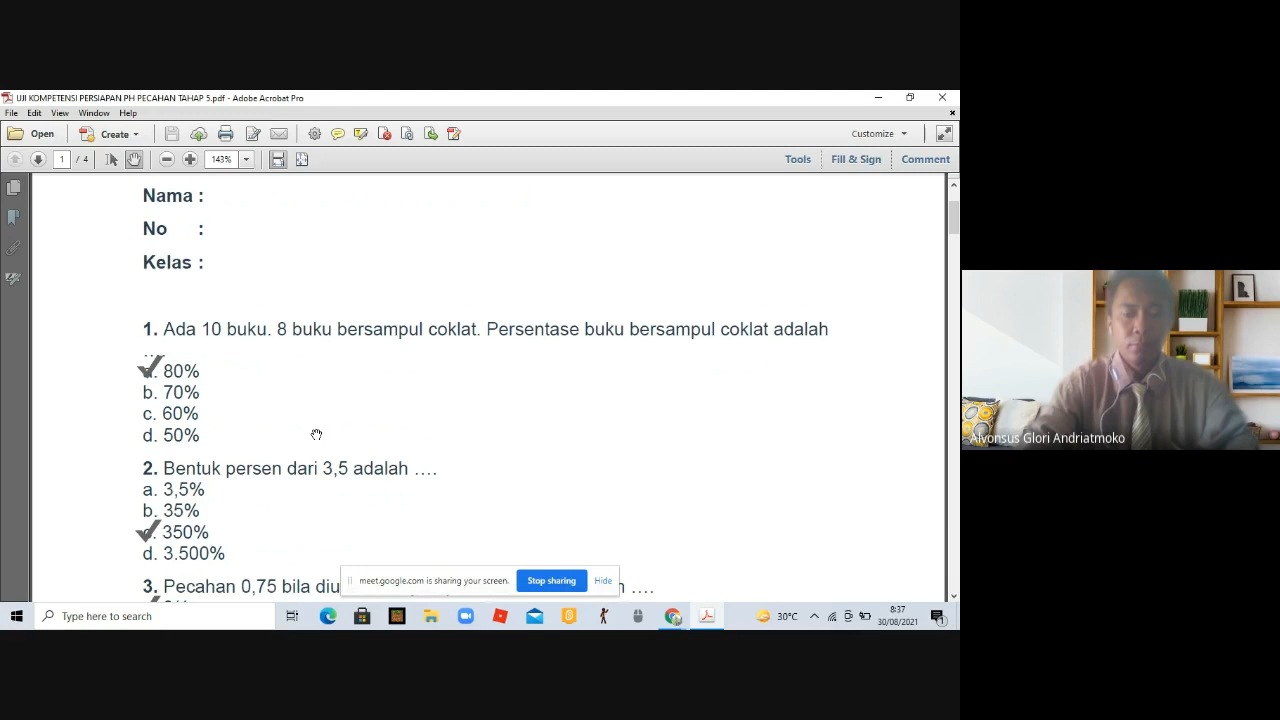 UJI KOMPETENSI PERSIAPAN PH PECAHAN TAHAP 5.pdf - Adobe Acrobat Pro
File Edit View Window Help
Open Create Customize
1 / 4 143% Tools Fill & Sign Comment
Nama :
No :
Kelas :
1. Ada 10 buku. 8 buku bersampul coklat. Persentase buku bersampul coklat adalah
....
a. 80%
b. 70%
c. 60%
d. 50%
Alvonsus Glori Andriatmoko
2. Bentuk persen dari 3,5 adalah ....
a. 3,5%
b. 35%
350%
d. 3.500%
3. Pecahan 0,75 bila ....
meet.google.com is sharing your screen. Stop sharing Hide
Type here to search
30°C
8:37
30/08/2021